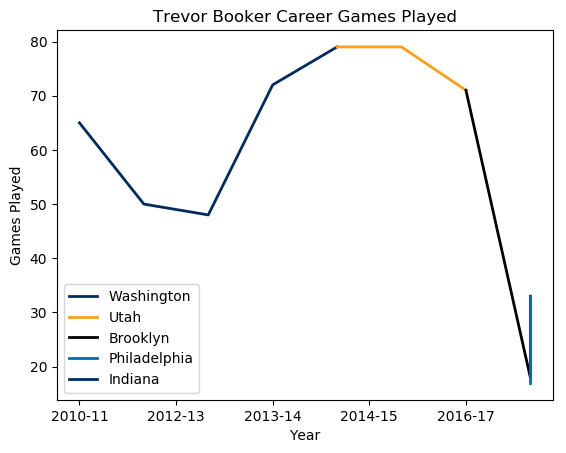 Trevor Booker Career Games Played
80
70
60
50
40
30
20
Games Played
Washington
Utah
Brooklyn
Philadelphia
Indiana
2010-11 2012-13 2013-14 2014-15 2016-17
Year